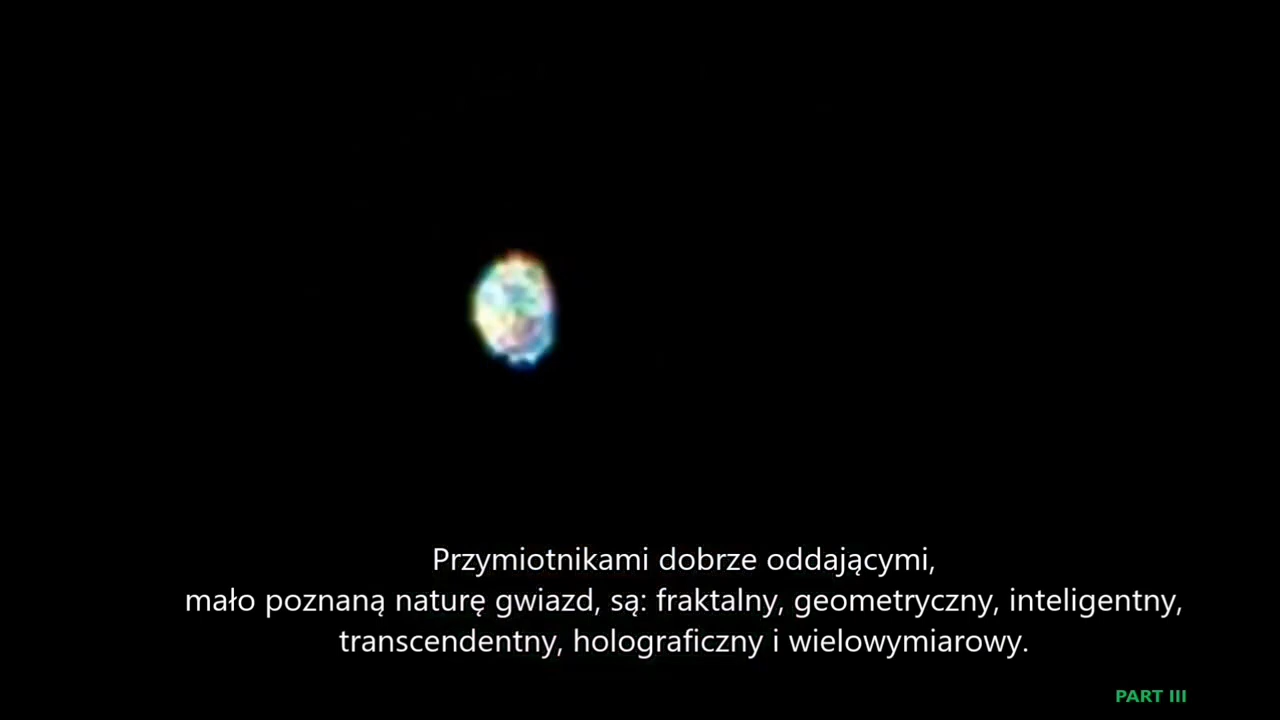 Przymiotnikami dobrze oddającymi,
mało poznaną naturę gwiazd, są: fraktalny, geometryczny, inteligentny,
transcendentny, holograficzny i wielowymiarowy.
PART III